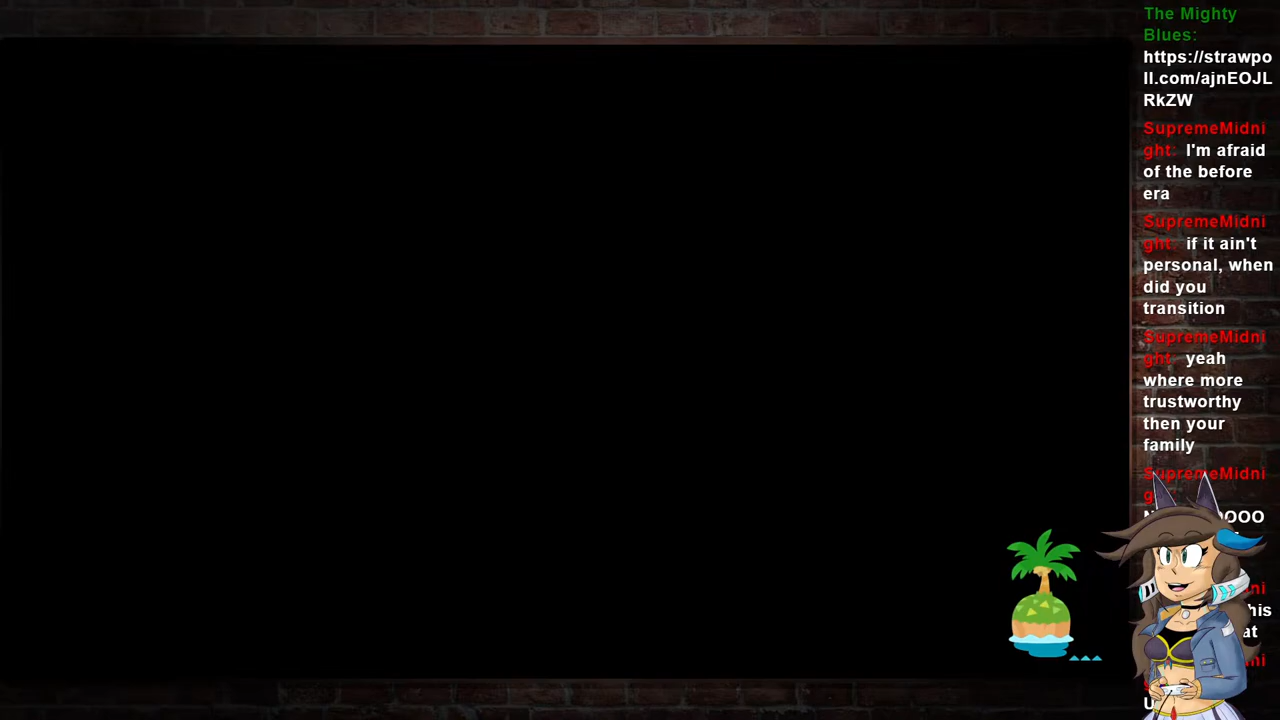 The Mighty
Blues:
https://strawpo
ll.com/ajnEOJL
RkZW
SupremeMidni
ght: I'm afraid
of the before
era
SupremeMidni
ght: if it ain't
personal, when
did you
transition
SupremeMidni
ght: yeah
where more
trustworthy
then your
family
SupremeMidni